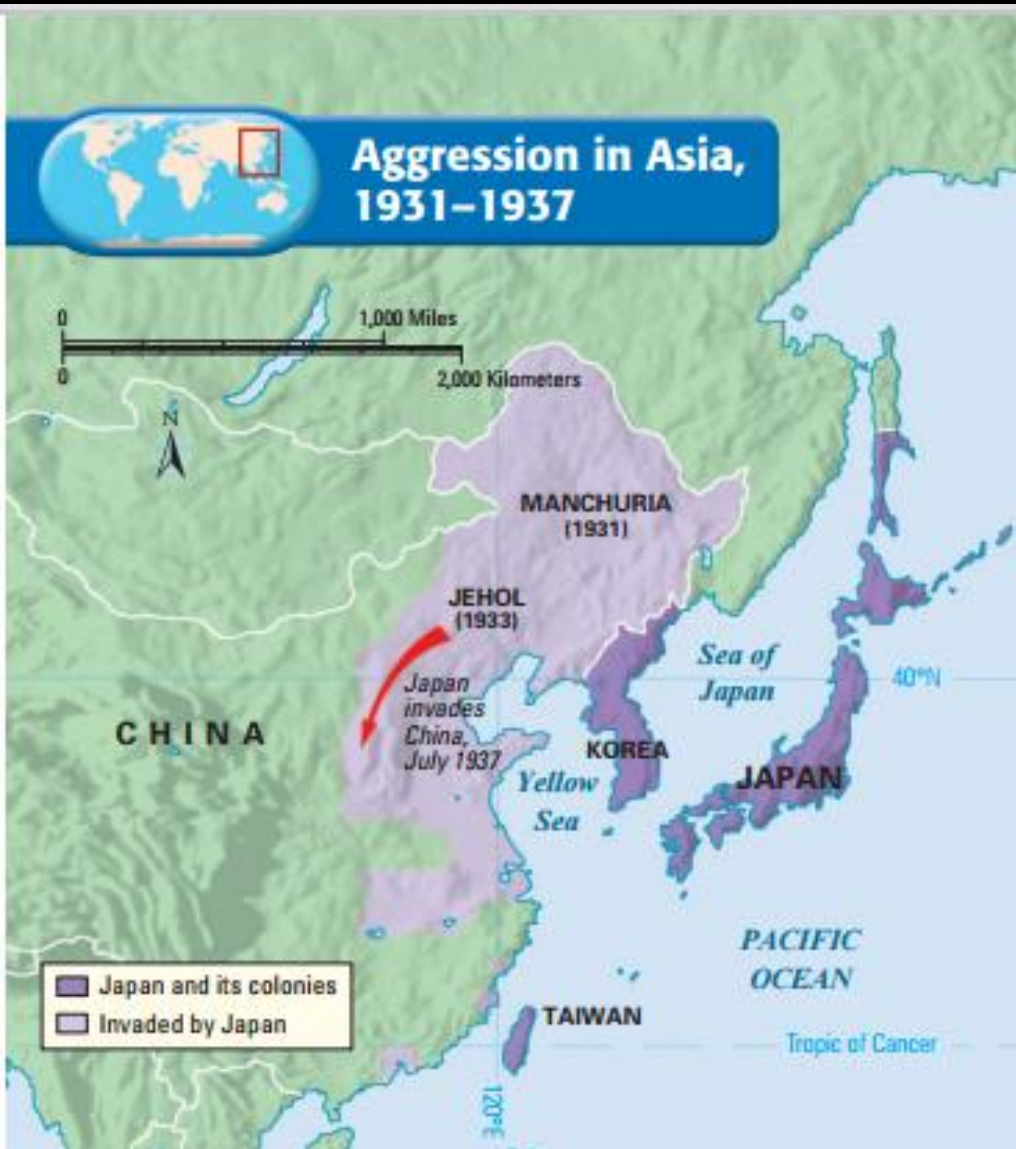 Aggression in Asia,
1931–1937
0
1,000 Miles
0
2,000 Kilometers
N
MANCHURIA
(1931)
JEHOL
(1933)
Japan
invades
China,
July 1937
CHINA
Sea of
Japan
40°N
KOREA
JAPAN
Yellow
Sea
PACIFIC
OCEAN
Japan and its colonies
Invaded by Japan
TAIWAN
Tropic of Cancer
120°E